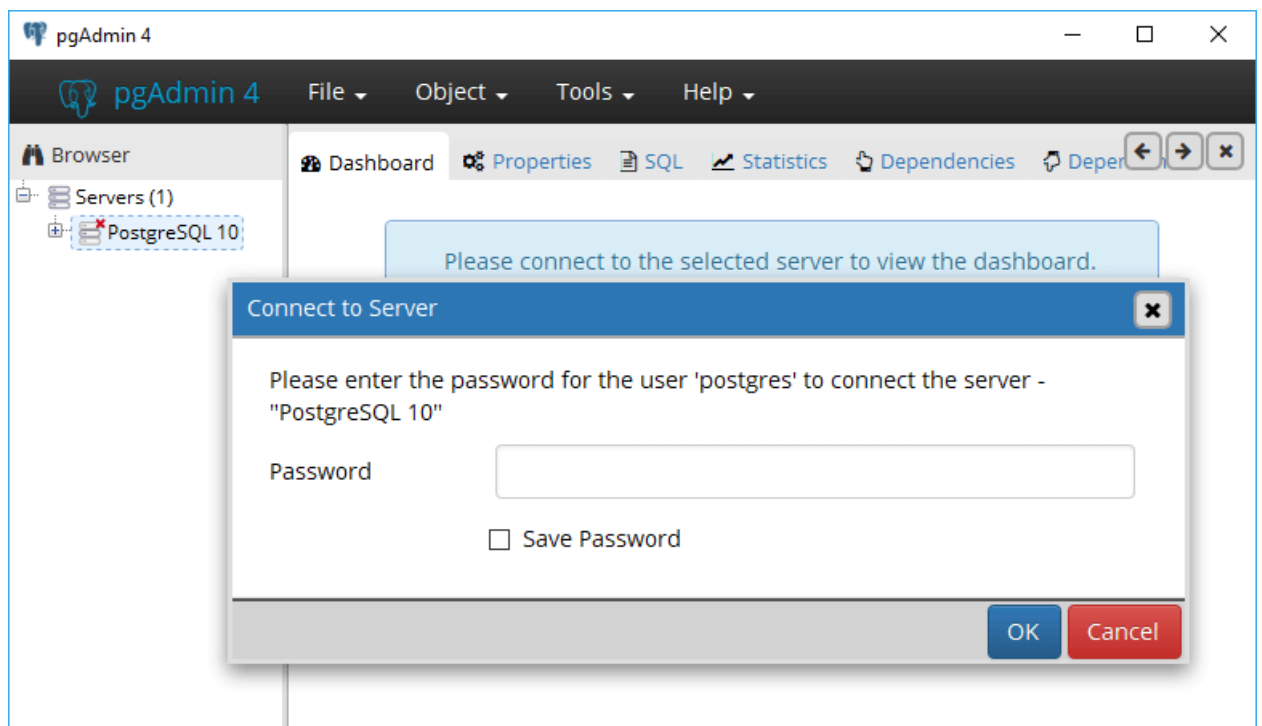 pgAdmin 4
pgAdmin 4 File Object Tools Help
Browser
Dashboard Properties SQL Statistics Dependencies
Servers (1)
PostgreSQL 10
Please connect to the selected server to view the dashboard.
Connect to Server
Please enter the password for the user 'postgres' to connect the server -
"PostgreSQL 10"
Password
Save Password
OK Cancel